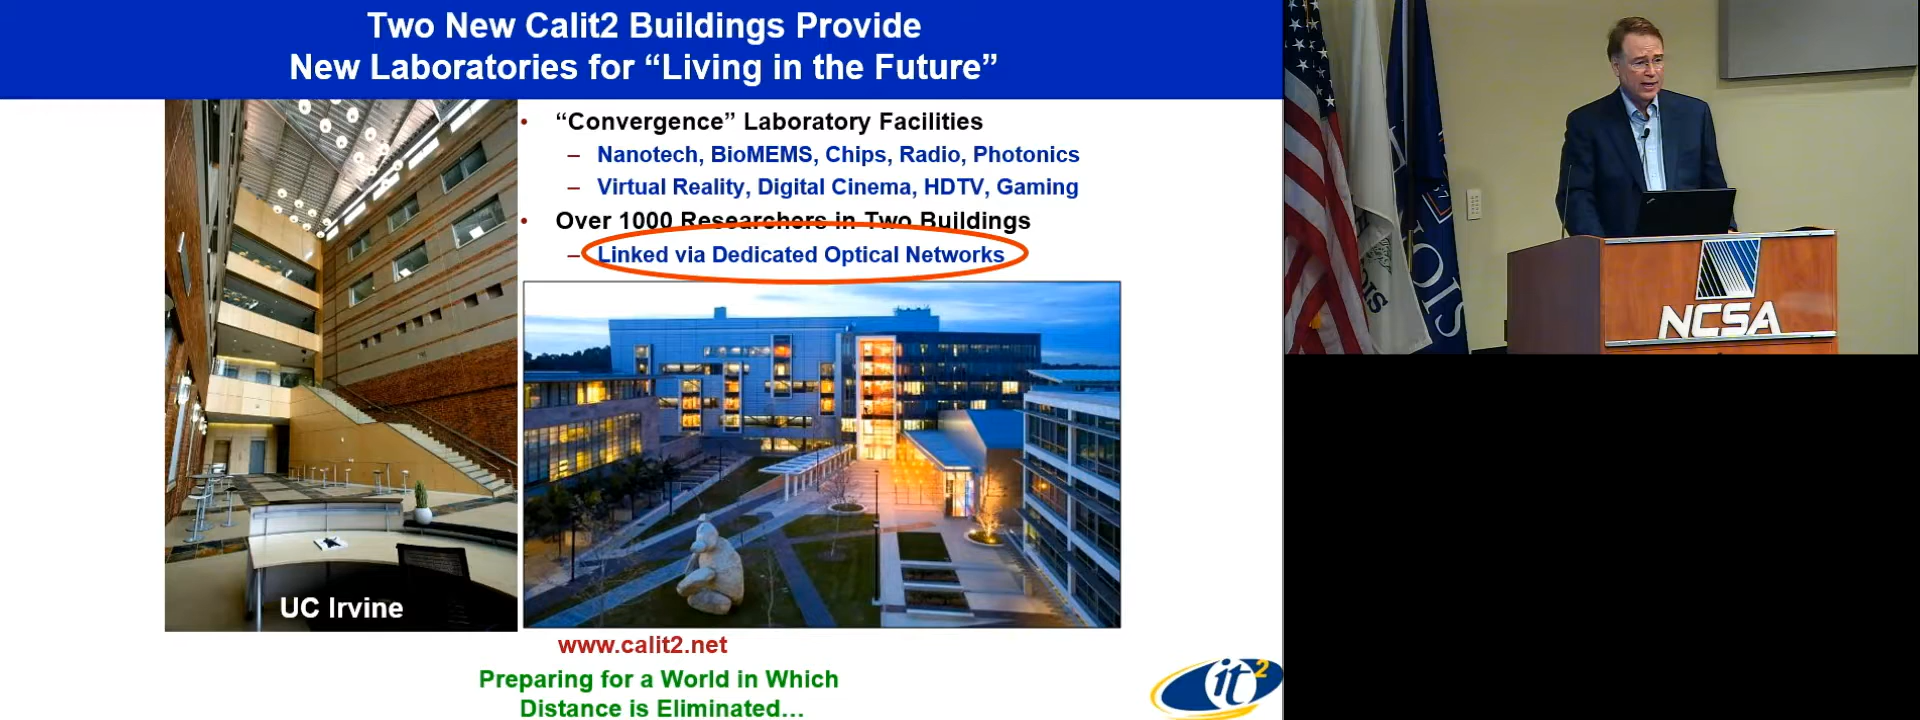 Two New Calit2 Buildings Provide
New Laboratories for “Living in the Future”
• “Convergence” Laboratory Facilities
– Nanotech, BioMEMS, Chips, Radio, Photonics
– Virtual Reality, Digital Cinema, HDTV, Gaming
• Over 1000 Researchers in Two Buildings
– Linked via Dedicated Optical Networks
UC Irvine
www.calit2.net
Preparing for a World in Which
Distance is Eliminated...
it2
NCSA